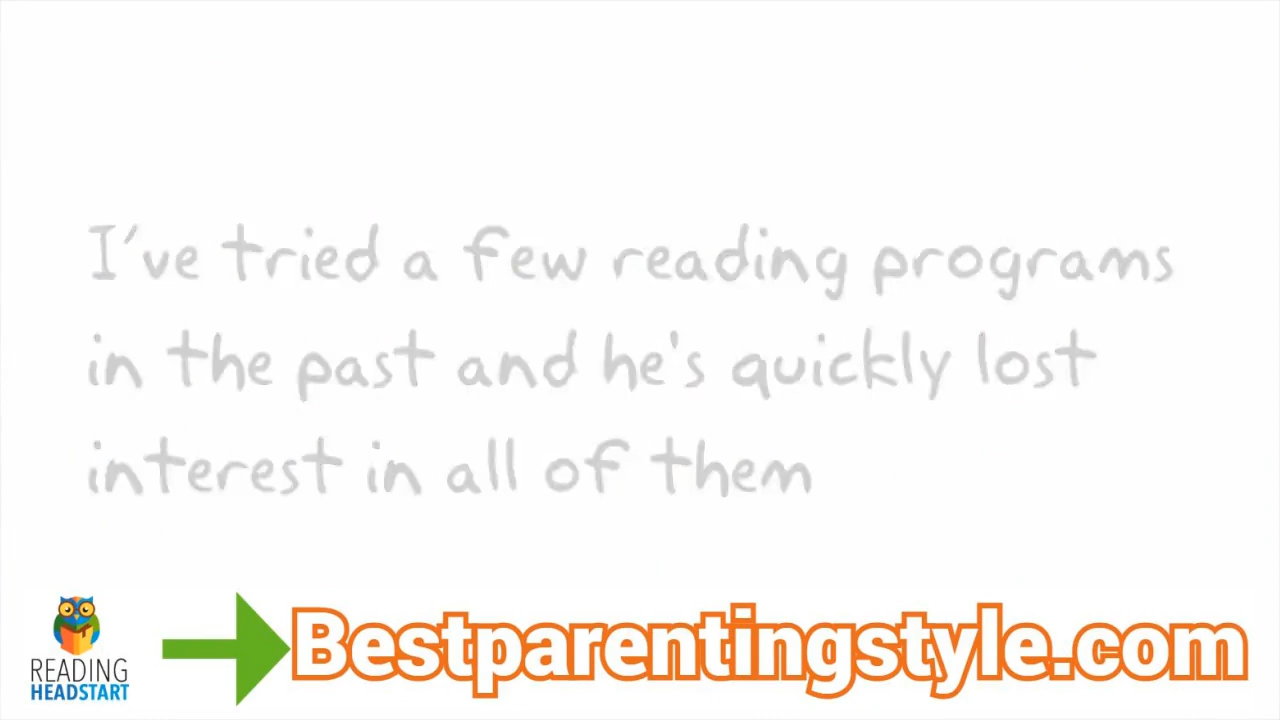 I've tried a few reading programs
in the past and he's quickly lost
interest in all of them
READING
HEADSTART
Bestparentingstyle.com